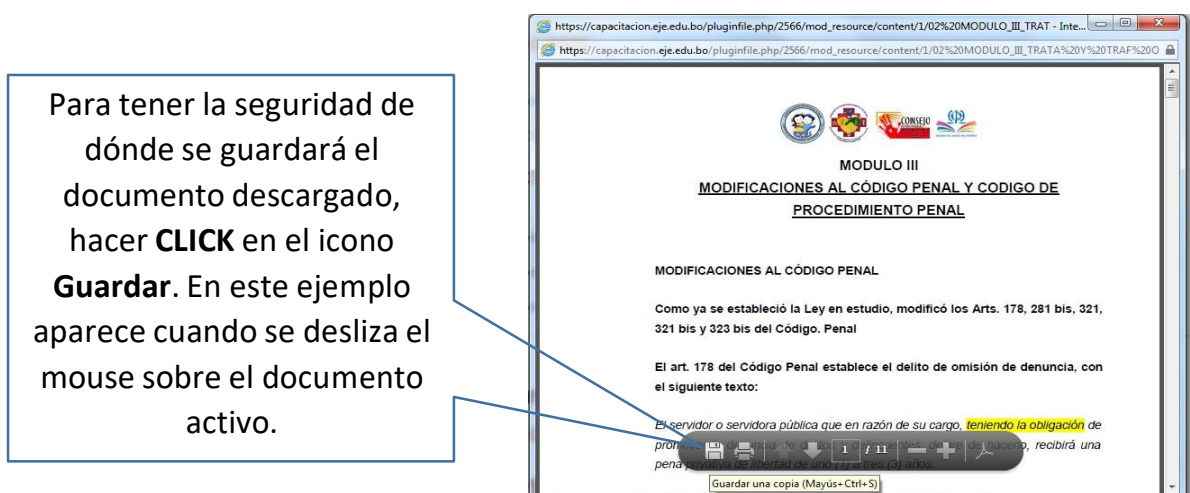 Para tener la seguridad de
dónde se guardará el
documento descargado,
hacer CLICK en el icono
Guardar. En este ejemplo
aparece cuando se desliza el
mouse sobre el documento
activo.
https://capacitacion.eje.edu.bo/pluginfile.php/2566/mod_resource/content/1/02%20MODULO_III_TRAT - Inte...
https://capacitacion.eje.edu.bo/pluginfile.php/2566/mod_resource/content/1/02%20MODULO_III_TRATA%20Y%20TRAF%20O
CONSEJO
MODULO III
MODIFICACIONES AL CÓDIGO PENAL Y CODIGO DE
PROCEDIMIENTO PENAL
MODIFICACIONES AL CÓDIGO PENAL
Como ya se estableció la Ley en estudio, modificó los Arts. 178, 281 bis, 321,
321 bis y 323 bis del Código. Penal
El art. 178 del Código Penal establece el delito de omisión de denuncia, con
el siguiente texto:
El servidor o servidora pública que en razón de su cargo, teniendo la obligación de
recibirá una
pena privativa de libertad de uno (1) a tres (3) años.
1 / 11
Guardar una copia (Mayús+Ctrl+S)